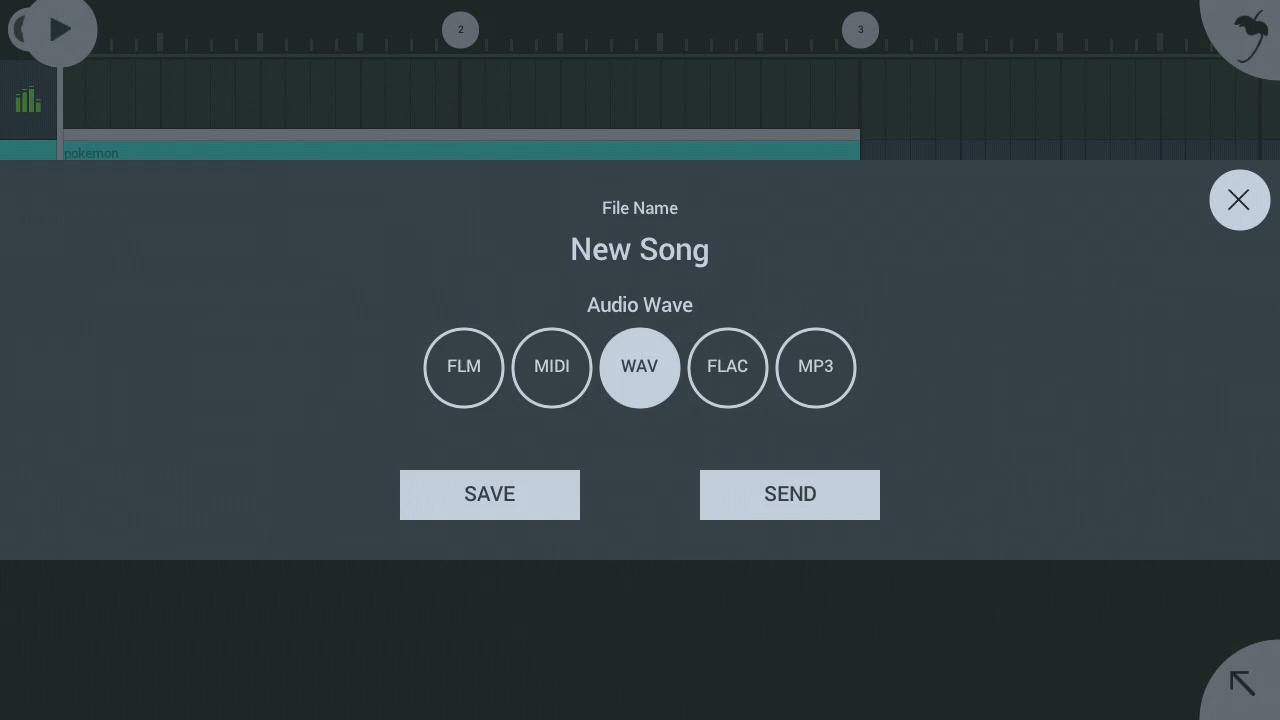 2
3
pokemon
File Name
New Song
Audio Wave
FLM MIDI WAV FLAC MP3
SAVE SEND